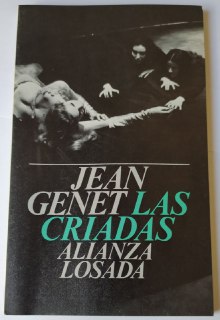 JEAN
GENET LAS
CRIADAS
ALIANZA
LOSADA